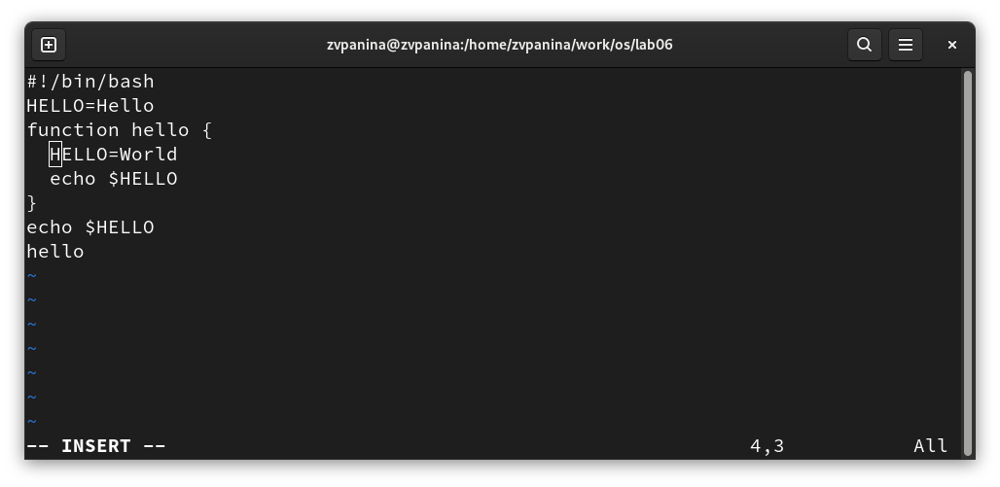 zvpanina@zvpanina:/home/zvpanina/work/os/lab06
#!/bin/bash
HELLO=Hello
function hello {
  HELLO=World
  echo $HELLO
}
echo $HELLO
hello
~
~
~
~
~
~
~
-- INSERT -- 4,3 All